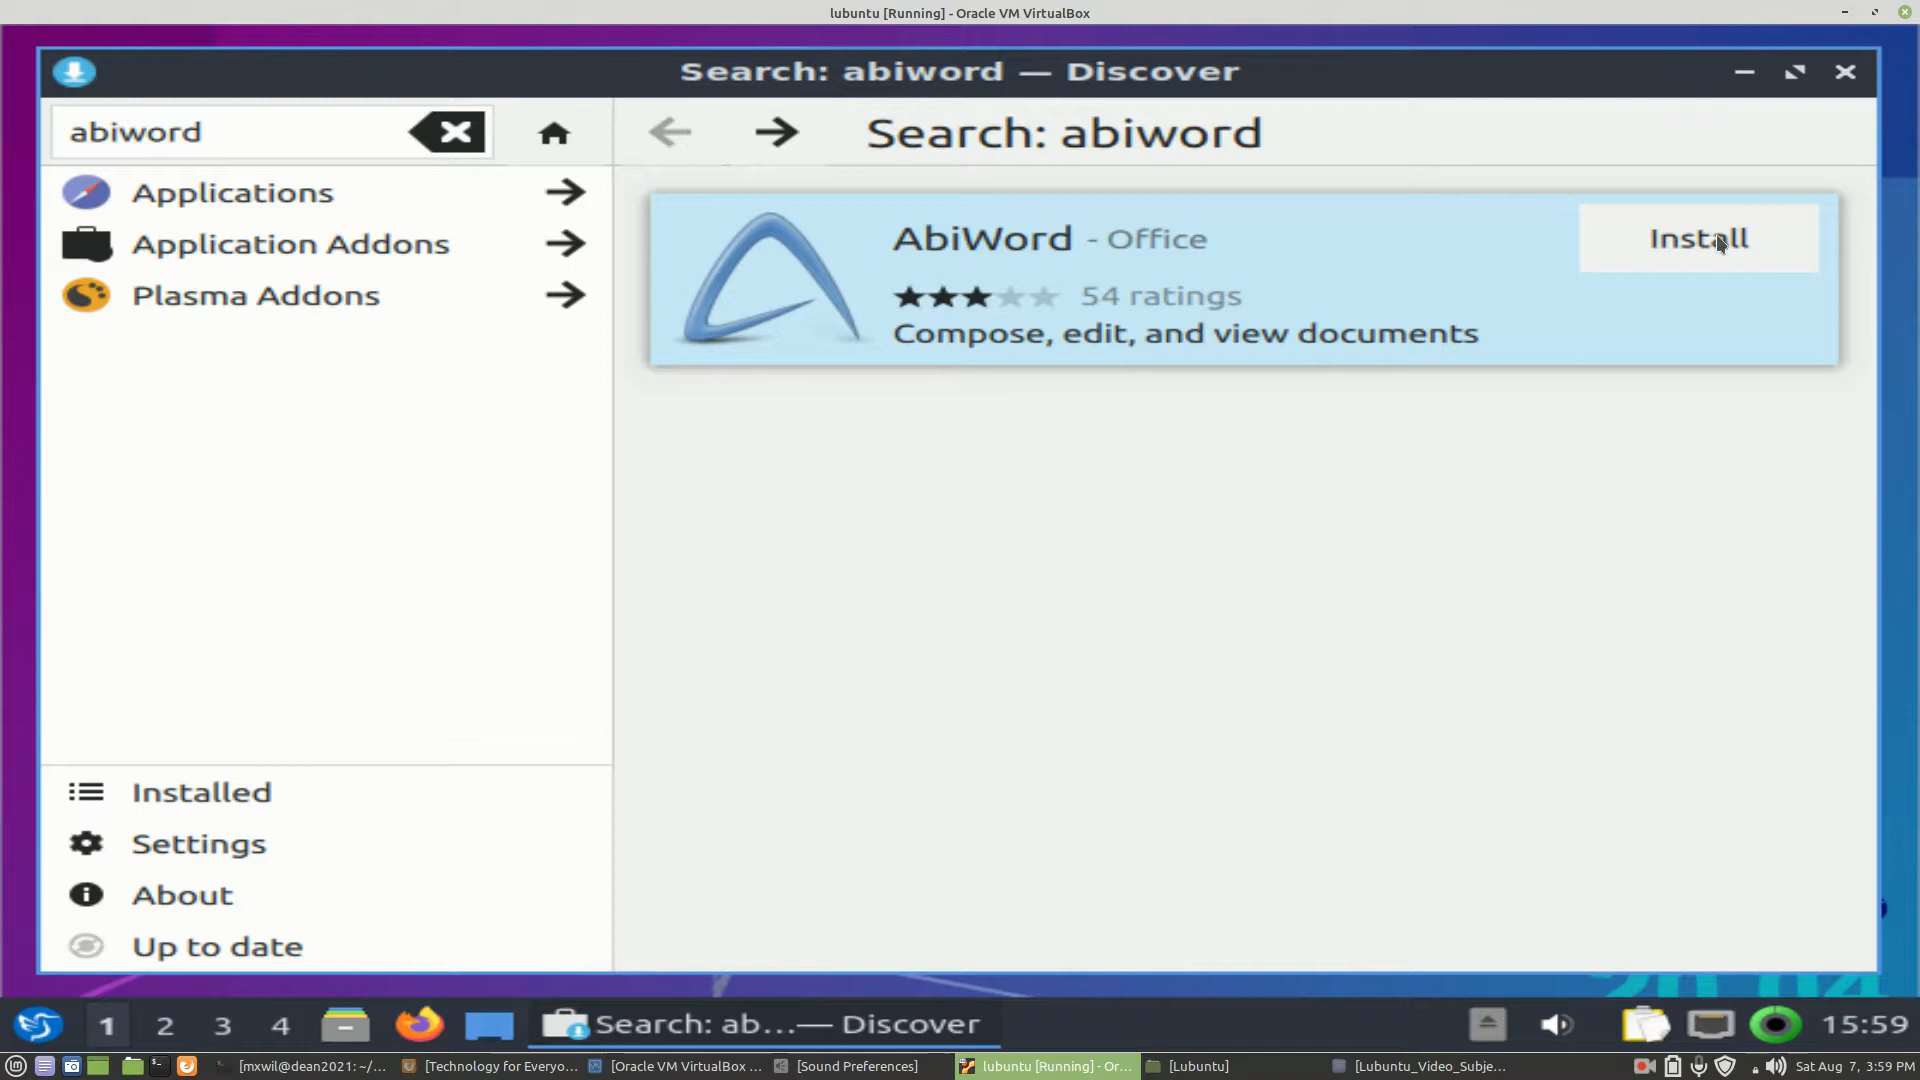 lubuntu [Running] - Oracle VM VirtualBox
Search: abiword — Discover
abiword
Search: abiword
Applications
Application Addons
Plasma Addons
AbiWord - Office
Install
54 ratings
Compose, edit, and view documents
Installed
Settings
About
Up to date
20.04
1 2 3 4
Search: ab...— Discover
15:59
[mxwil@dean2021: ~/...
[Technology for Everyo...
[Oracle VM VirtualBox ...
[Sound Preferences]
lubuntu [Running] - Or...
[Lubuntu]
[Lubuntu_Video_Subje...
Sat Aug 7, 3:59 PM